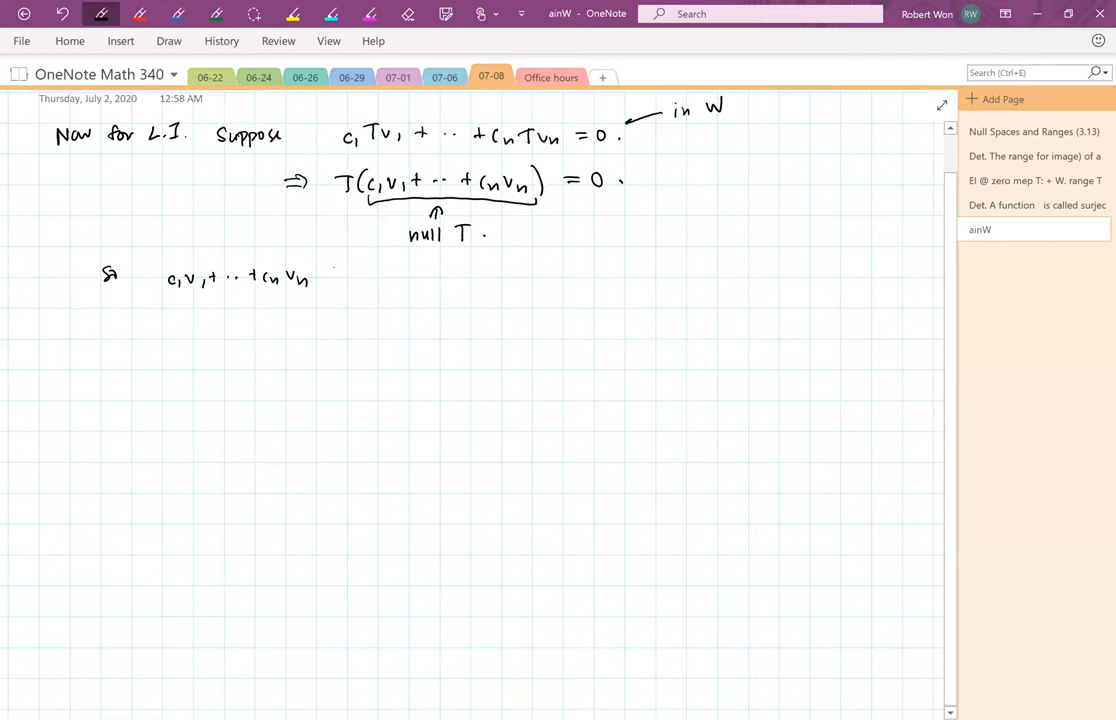 ainW - OneNote
Search
Robert Won
RW
File Home Insert Draw History Review View Help
OneNote Math 340
06-22 06-24 06-26 06-29 07-01 07-06 07-08 Office hours +
Search (Ctrl+E)
Thursday, July 2, 2020 12:58 AM
Add Page
Null Spaces and Ranges (3.13)
Det. The range for image) of a
El @ zero mep T: + W. range T
Det. A function is called surjec
ainW
in W
Now for L.I. Suppose c₁Tv₁ + ·· + cₙTvₙ = 0.
⇒ T(c₁v₁ + ·· + cₙvₙ) = 0.
↑
null T.
So c₁v₁ + ·· + cₙvₙ